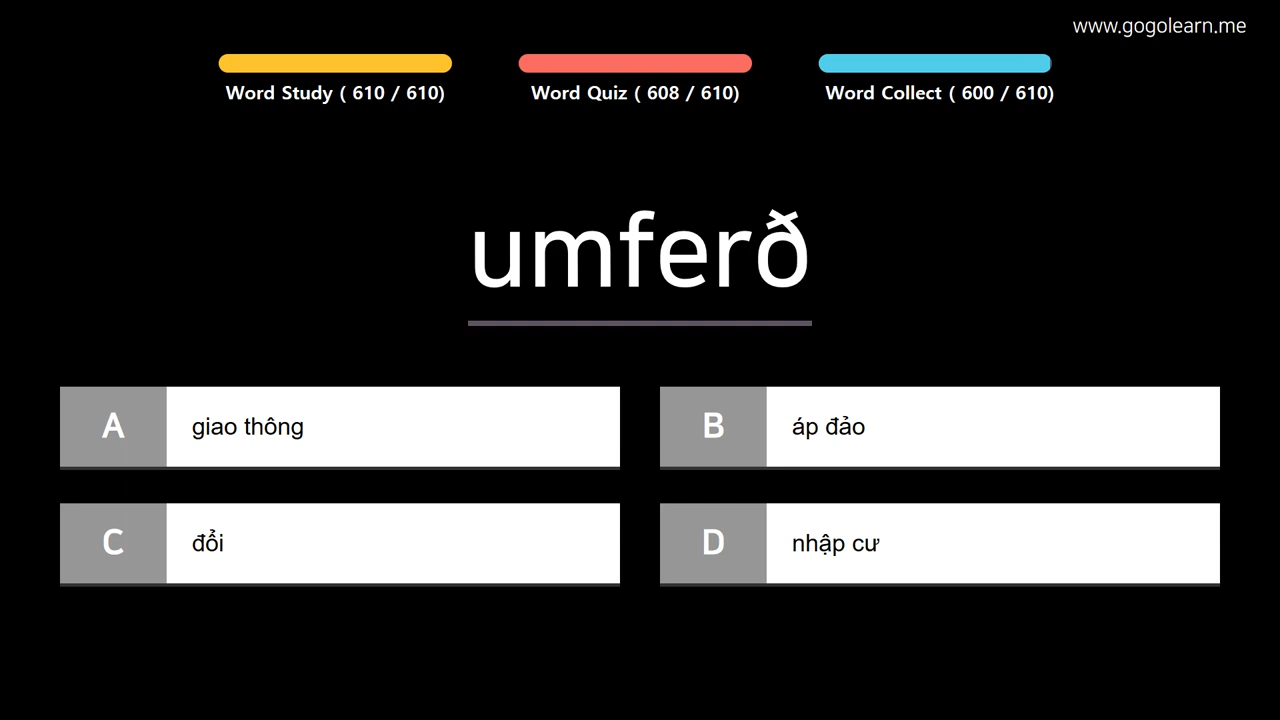 www.gogolearn.me
Word Study ( 610 / 610)
Word Quiz ( 608 / 610)
Word Collect ( 600 / 610)
umferð
A giao thông
B áp đảo
C đổi
D nhập cư